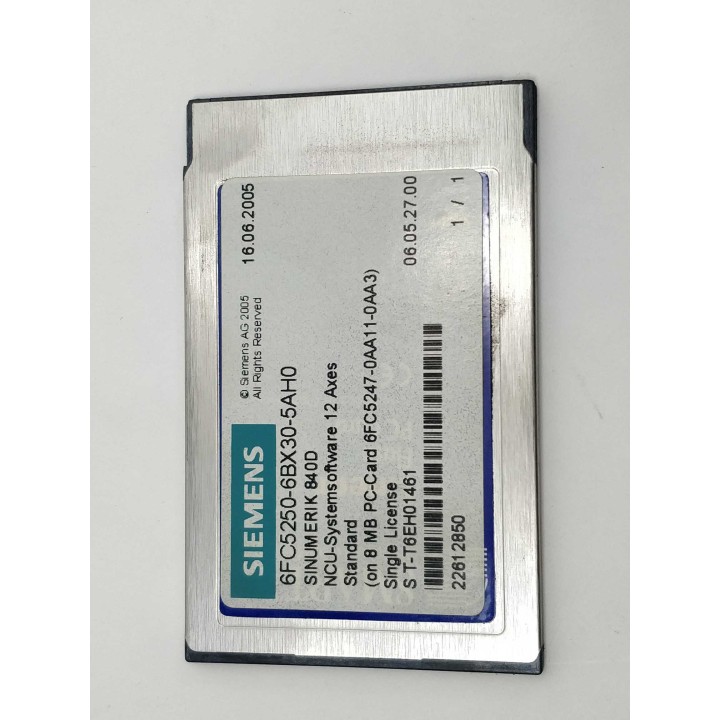 SIEMENS
© Siemens AG 2005
All Rights Reserved
16.06.2005
6FC5250-6BX30-5AH0
SINUMERIK 840D
NCU-Systemsoftware 12 Axes
Standard
(on 8 MB PC-Card 6FC5247-0AA11-0AA3)
Single License
06.05.27.00
S T-T6EH01461
22612850
1 / 1